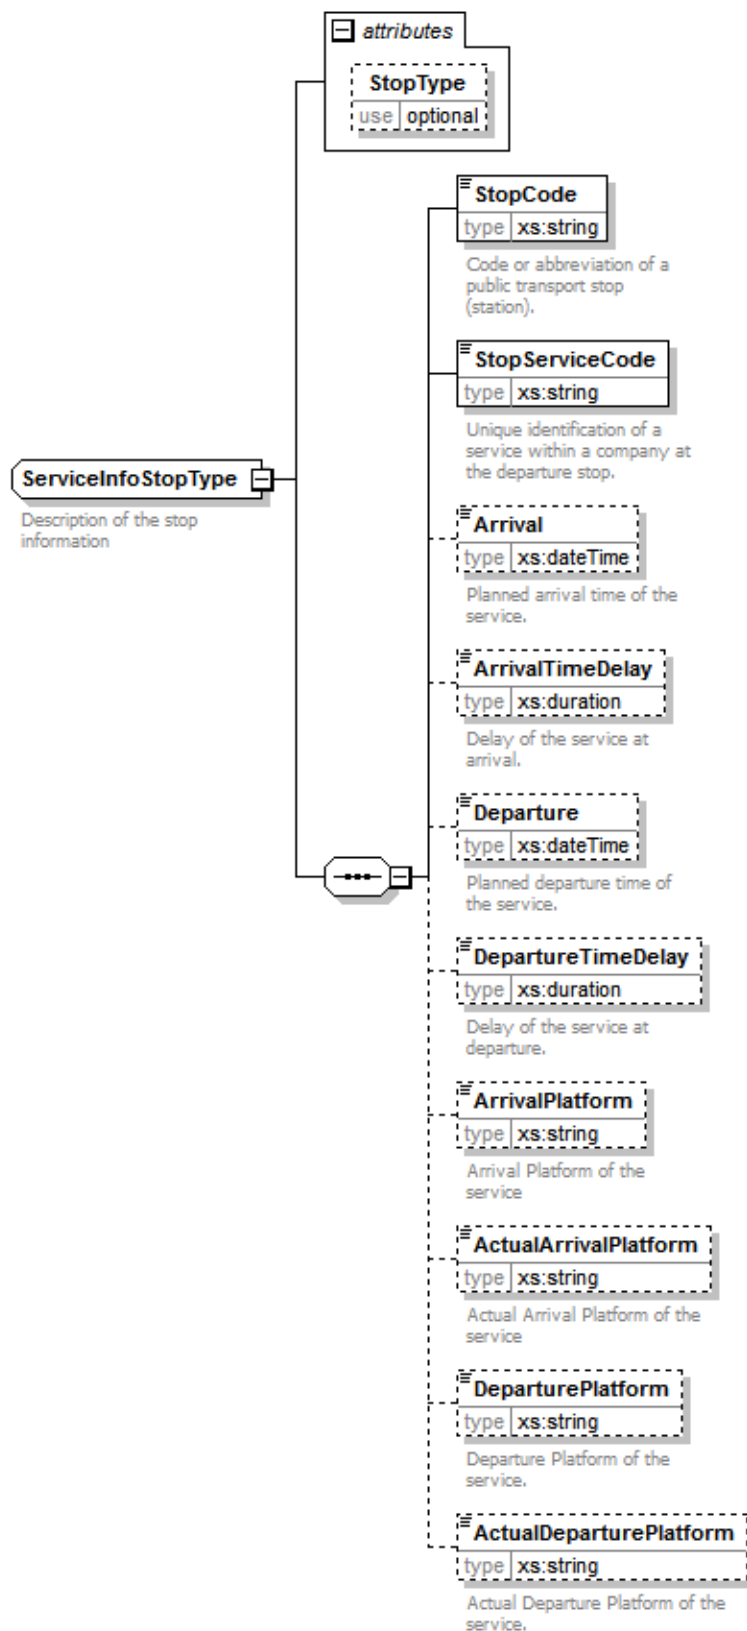 attributes
StopType
use optional
StopCode
type xs:string
Code or abbreviation of a
public transport stop
(station).
StopServiceCode
type xs:string
Unique identification of a
service within a company at
the departure stop.
ServiceInfoStopType
Description of the stop
information
Arrival
type xs:dateTime
Planned arrival time of the
service.
ArrivalTimeDelay
type xs:duration
Delay of the service at
arrival.
Departure
type xs:dateTime
Planned departure time of
the service.
DepartureTimeDelay
type xs:duration
Delay of the service at
departure.
ArrivalPlatform
type xs:string
Arrival Platform of the
service
ActualArrivalPlatform
type xs:string
Actual Arrival Platform of the
service
DeparturePlatform
type xs:string
Departure Platform of the
service.
ActualDeparturePlatform
type xs:string
Actual Departure Platform of the
service.